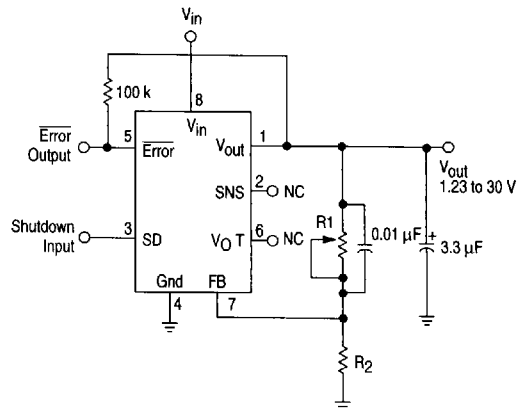 Vin
100 k
8
Vin
Error
Output
5
Error
Vout
1
Vout
1.23 to 30 V
SNS
2
NC
Shutdown
Input
3
SD
VO T
6
NC
R1
0.01 µF
+
3.3 µF
Gnd
FB
4
7
R2